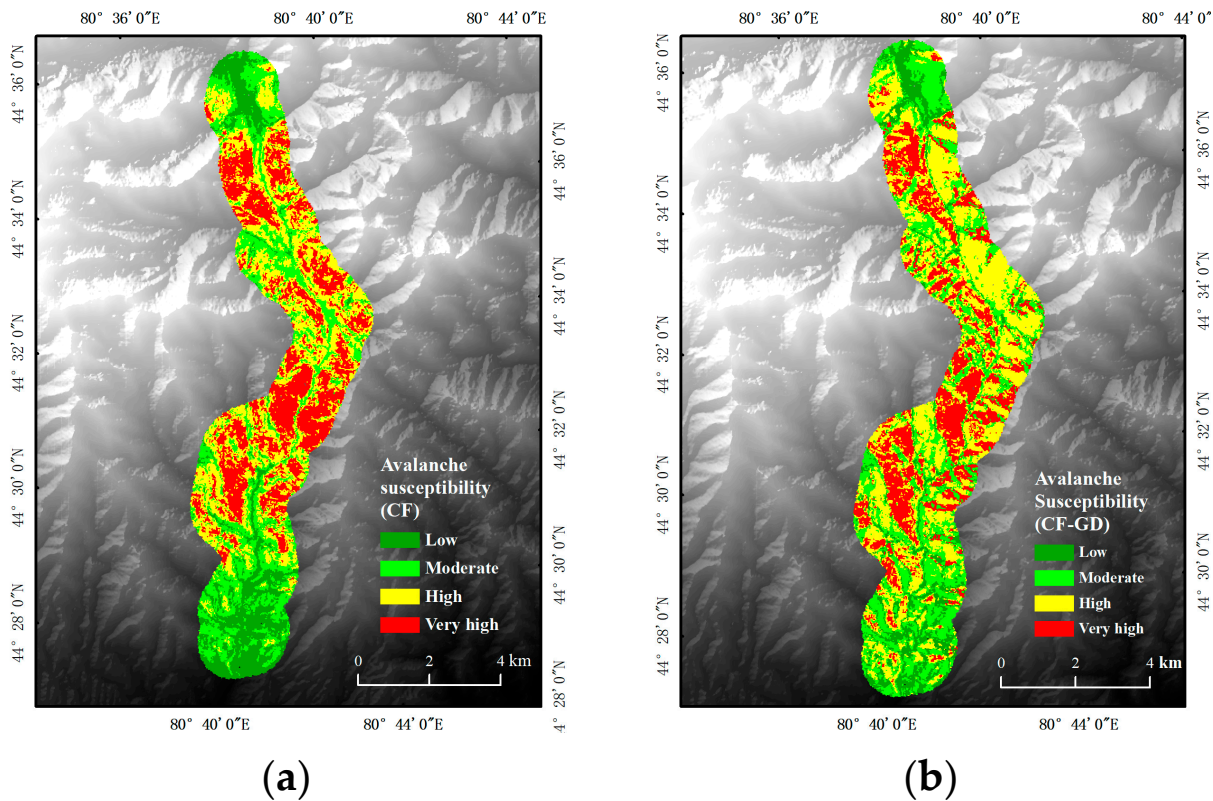 80° 36′ 0″E
80° 40′ 0″E
80° 44′ 0″E
44° 36′ 0″N
44° 34′ 0″N
44° 32′ 0″N
44° 30′ 0″N
44° 28′ 0″N
44° 36′ 0″N
44° 34′ 0″N
44° 32′ 0″N
44° 30′ 0″N
4° 28′ 0″N
Avalanche
susceptibility
(CF)
Low
Moderate
High
Very high
0 2 4 km
80° 40′ 0″E
80° 44′ 0″E
(a)
80° 36′ 0″E
80° 40′ 0″E
80° 44′ 0″E
44° 36′ 0″N
44° 34′ 0″N
44° 32′ 0″N
44° 30′ 0″N
44° 28′ 0″N
44° 36′ 0″N
44° 34′ 0″N
44° 32′ 0″N
44° 30′ 0″N
Avalanche
Susceptibility
(CF-GD)
Low
Moderate
High
Very high
0 2 4 km
80° 40′ 0″E
80° 44′ 0″E
(b)